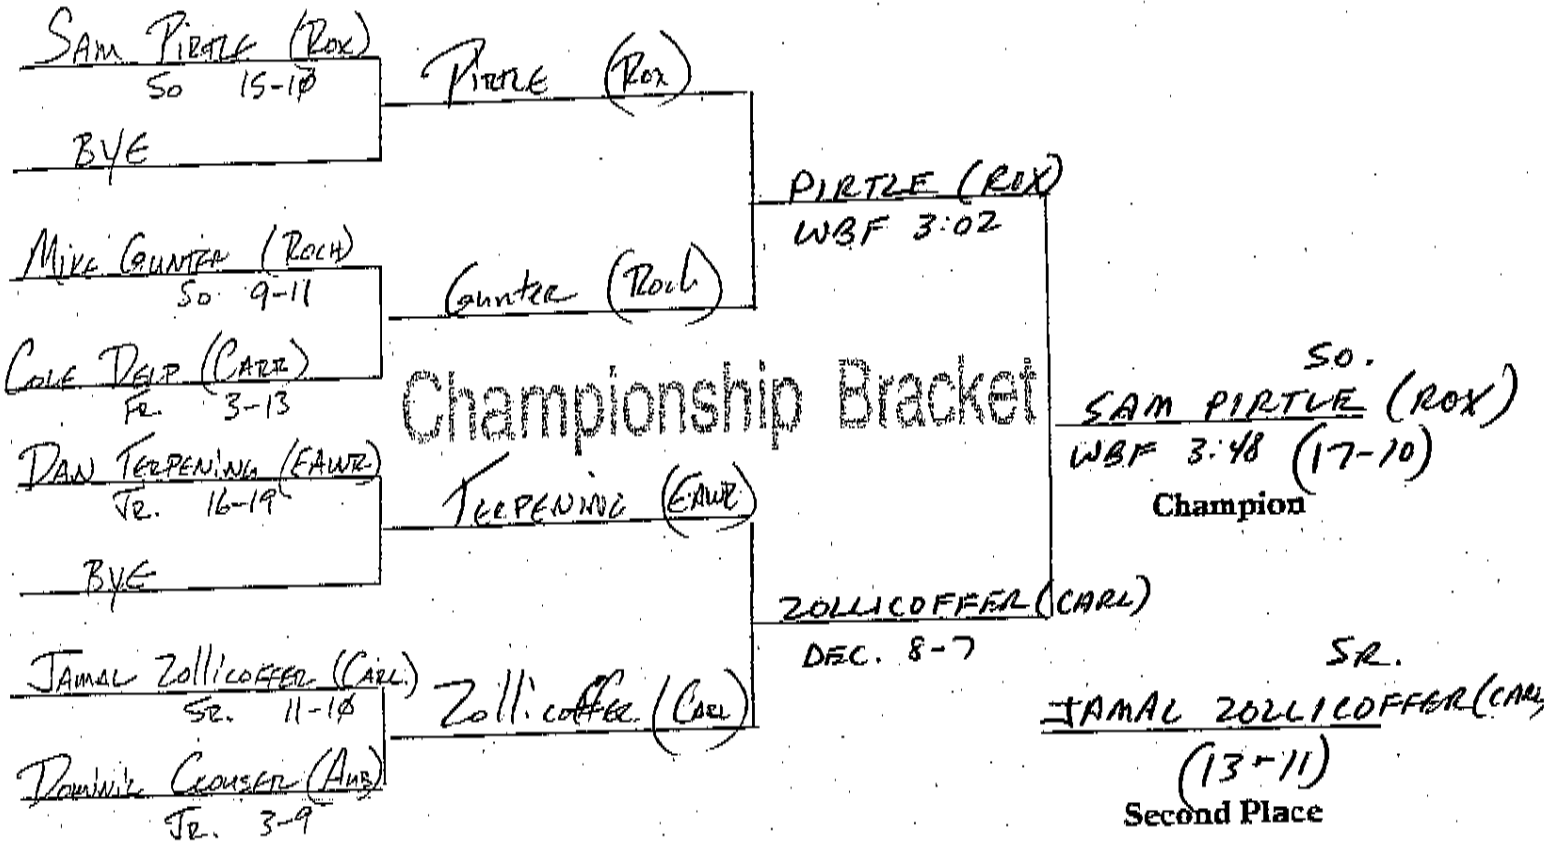 SAM PIRTLE (ROX)
SO 15-10
BYE
MIKE GUNTER (ROCH)
SO. 9-11
COLE DELP (CARR)
FR. 3-13
DAN TERPENING (EAWR)
JR. 16-19
BYE
JAMAL ZOLLICOFFER (CARL)
SR. 11-10
DOMINIC CLOUSER (AUB)
JR. 3-9
PIRTLE (ROX)
GUNTER (ROCH)
TERPENING (EAWR)
ZOLLICOFFER (CARL)
Championship Bracket
PIRTLE (ROX)
WBF 3:02
ZOLLICOFFER (CARL)
DEC. 8-7
SO.
SAM PIRTLE (ROX)
WBF 3:48 (17-10)
Champion
SR.
JAMAL ZOLLICOFFER (CARL)
(13-11)
Second Place